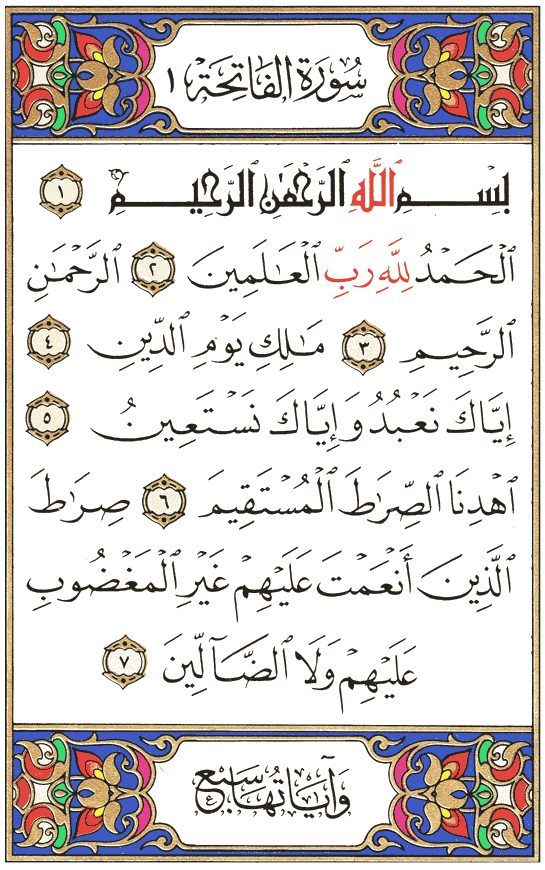 سُورَةُ الفَاتِحَة ١
بِسْمِ ٱللَّهِ ٱلرَّحْمَٰنِ ٱلرَّحِيمِ ١
ٱلْحَمْدُ لِلَّهِ رَبِّ ٱلْعَٰلَمِينَ ٢ ٱلرَّحْمَٰنِ
ٱلرَّحِيمِ ٣ مَٰلِكِ يَوْمِ ٱلدِّينِ ٤
إِيَّاكَ نَعْبُدُ وَإِيَّاكَ نَسْتَعِينُ ٥
ٱهْدِنَا ٱلصِّرَٰطَ ٱلْمُسْتَقِيمَ ٦ صِرَٰطَ
ٱلَّذِينَ أَنْعَمْتَ عَلَيْهِمْ غَيْرِ ٱلْمَغْضُوبِ
عَلَيْهِمْ وَلَا ٱلضَّآلِّينَ ٧
وَآيَاتُهَا سَبْعٌ